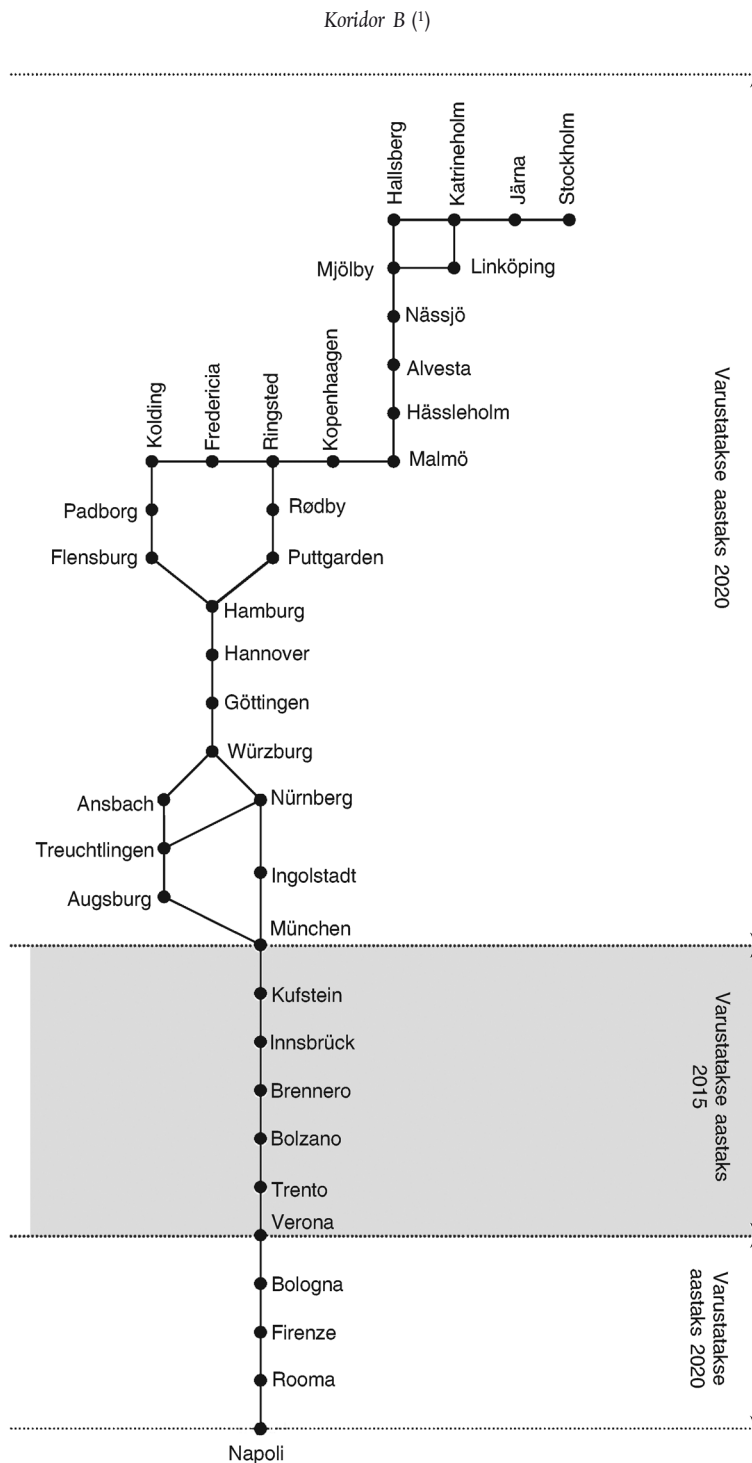 Koridor B (¹)
Hallsberg
Katrineholm
Järna
Stockholm
Mjölby
Linköping
Nässjö
Alvesta
Hässleholm
Malmö
Kolding
Fredericia
Ringsted
Kopenhaagen
Padborg
Rødby
Flensburg
Puttgarden
Hamburg
Hannover
Göttingen
Würzburg
Ansbach
Nürnberg
Treuchtlingen
Ingolstadt
Augsburg
München
Varustatakse aastaks 2020
Kufstein
Innsbrück
Brennero
Bolzano
Trento
Verona
Varustatakse aastaks
2015
Bologna
Firenze
Rooma
Napoli
Varustatakse
aastaks 2020